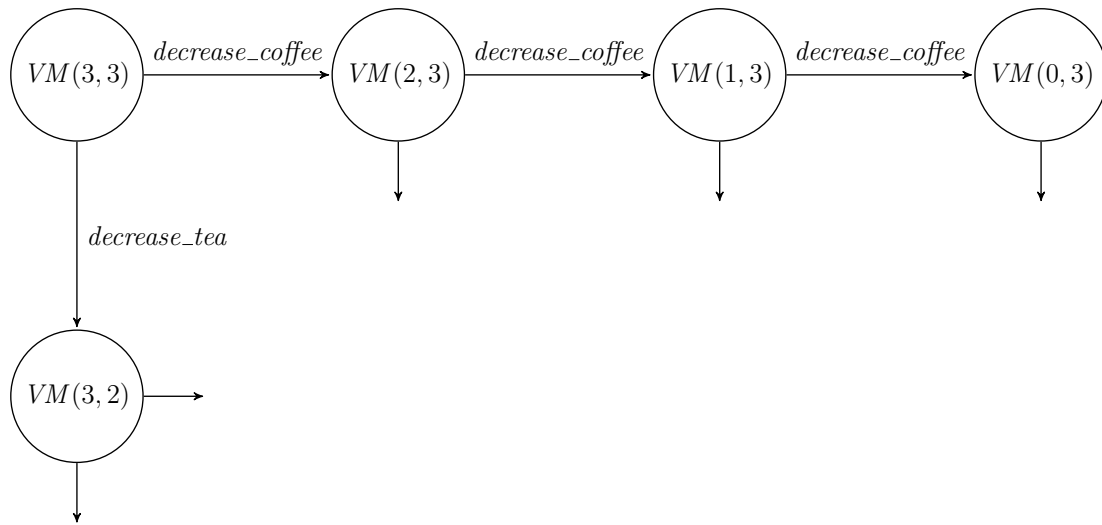 decrease_coffee decrease_coffee decrease_coffee
VM(3, 3) VM(2, 3) VM(1, 3) VM(0, 3)
decrease_tea
VM(3, 2)